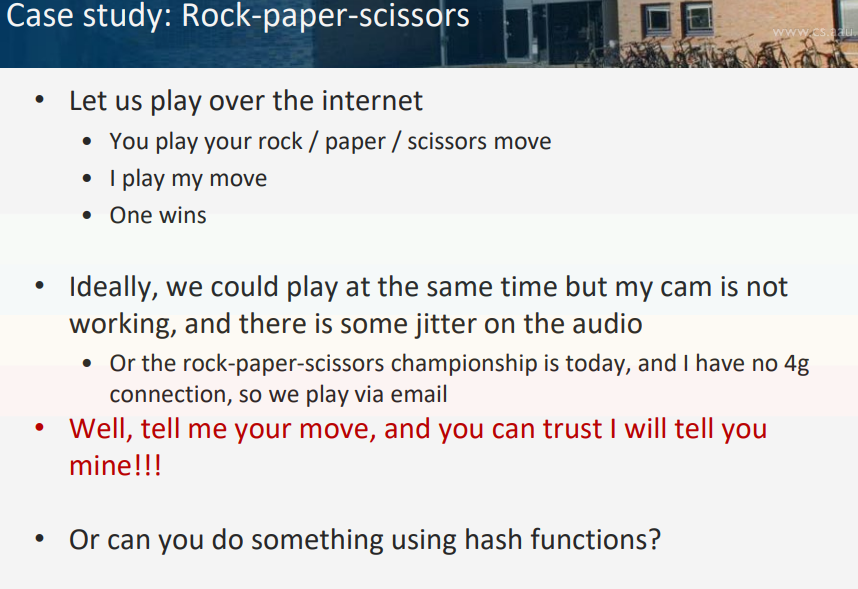 Case study: Rock-paper-scissors
www.cs.aau.
• Let us play over the internet
• You play your rock / paper / scissors move
• I play my move
• One wins
• Ideally, we could play at the same time but my cam is not
working, and there is some jitter on the audio
• Or the rock-paper-scissors championship is today, and I have no 4g
connection, so we play via email
• Well, tell me your move, and you can trust I will tell you
mine!!!
• Or can you do something using hash functions?